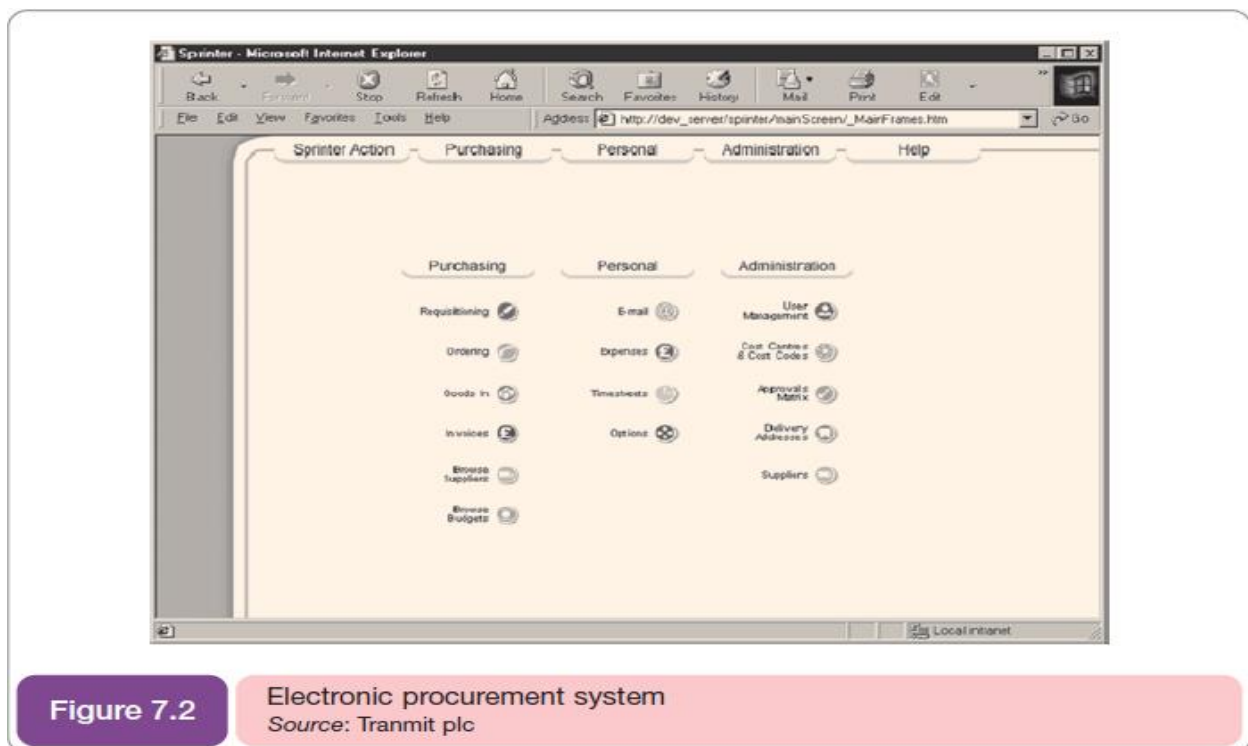 Sprinter - Microsoft Internet Explorer
Back Forward Stop Refresh Home Search Favorites History Mail Print Edit »
File Edit View Favorites Tools Help Address http://dev_server/sprinter/mainScreen/_MainFrames.htm Go
Sprinter Action Purchasing Personal Administration Help
Purchasing Personal Administration
Requisitioning E-mail User
Management
Ordering Expenses Cost Centres
& Cost Codes
Goods In Timesheets Approvals
Matrix
Invoices Options Delivery
Addresses
Browse
Suppliers Suppliers
Browse
Budgets
Local intranet
Figure 7.2 Electronic procurement system
Source: Tranmit plc